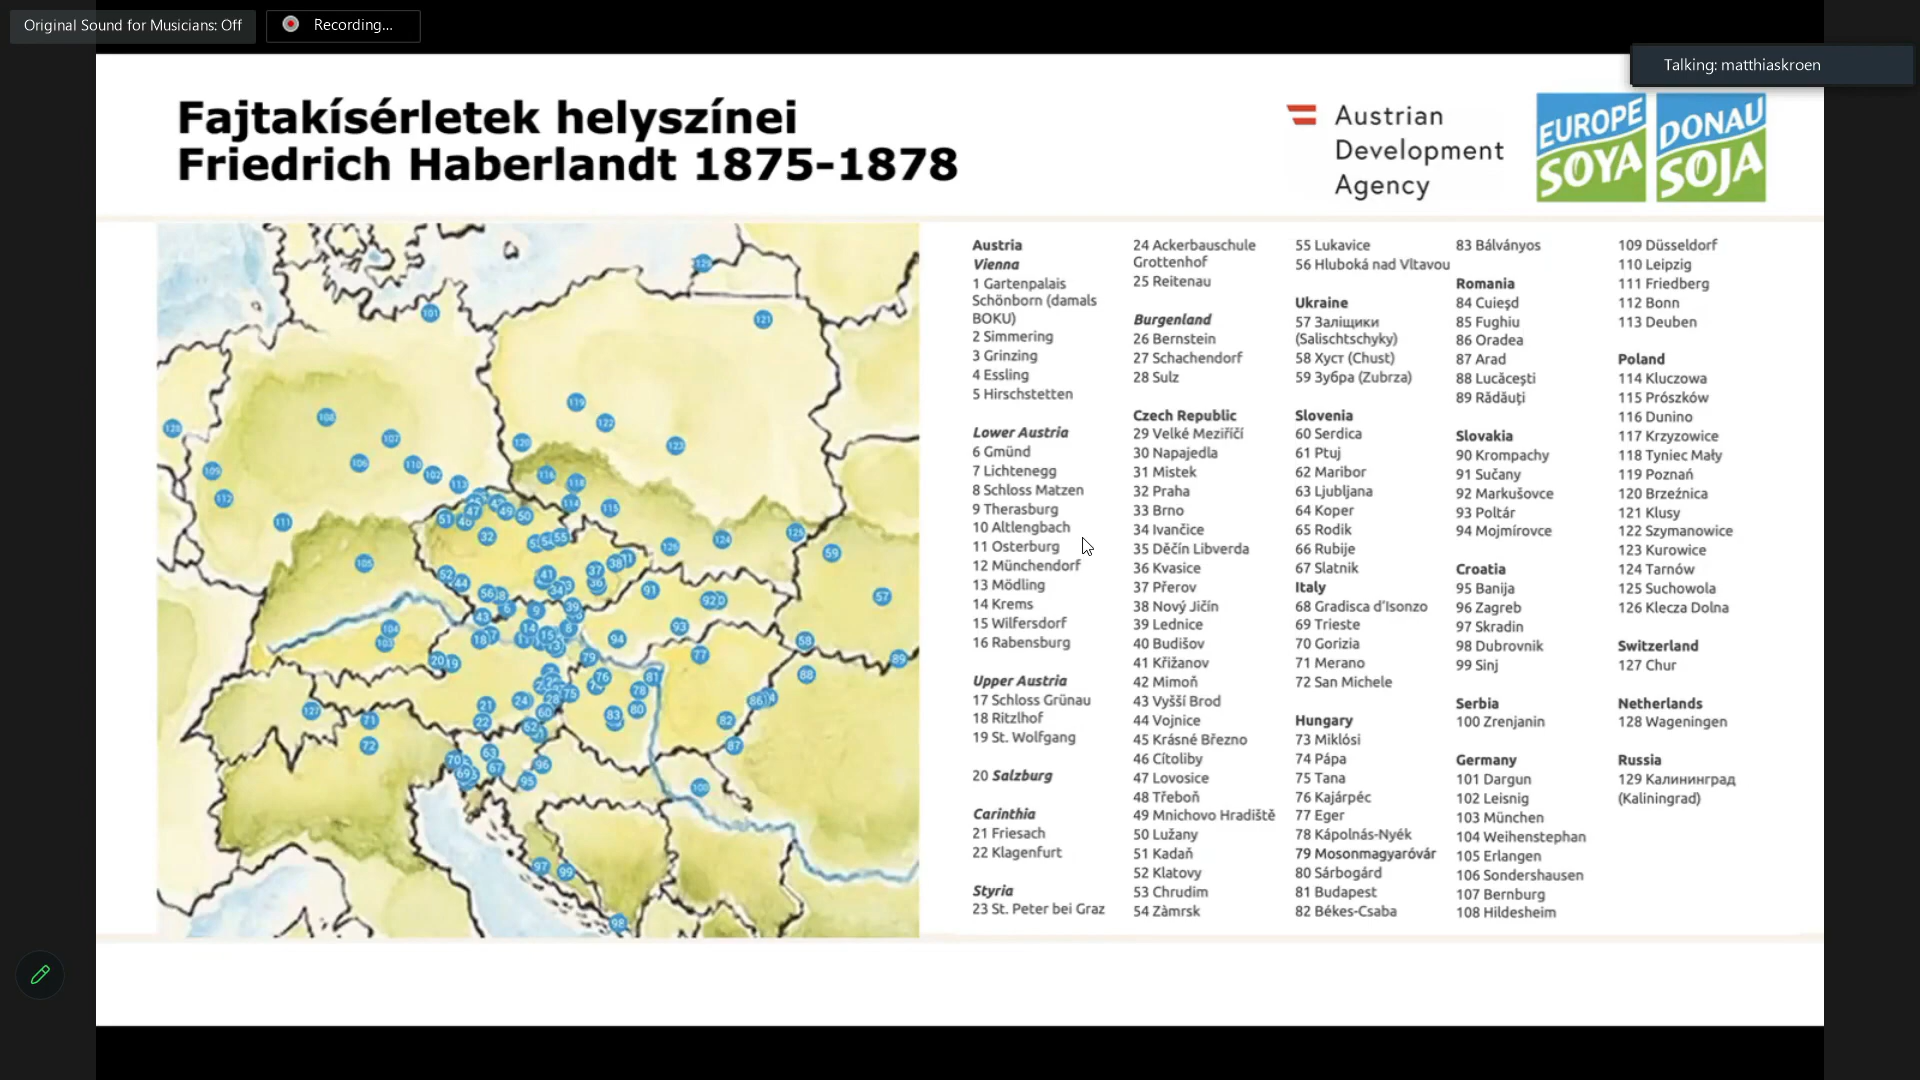 Original Sound for Musicians: Off
Recording...
Talking: matthiaskroen
Fajtakísérletek helyszínei
Friedrich Haberlandt 1875-1878
Austrian
Development
Agency
EUROPE
SOYA
DONAU
SOJA
Austria
Vienna
1 Gartenpalais
Schönborn (damals
BOKU)
2 Simmering
3 Grinzing
4 Essling
5 Hirschstetten
Lower Austria
6 Gmünd
7 Lichtenegg
8 Schloss Matzen
9 Therasburg
10 Altlengbach
11 Osterburg
12 Münchendorf
13 Mödling
14 Krems
15 Wilfersdorf
16 Rabensburg
Upper Austria
17 Schloss Grünau
18 Ritzlhof
19 St. Wolfgang
20 Salzburg
Carinthia
21 Friesach
22 Klagenfurt
Styria
23 St. Peter bei Graz
24 Ackerbauschule
Grottenhof
25 Reitenau
Burgenland
26 Bernstein
27 Schachendorf
28 Sulz
Czech Republic
29 Velké Meziříčí
30 Napajedla
31 Mistek
32 Praha
33 Brno
34 Ivančice
35 Děčín Libverda
36 Kvasice
37 Přerov
38 Nový Jičín
39 Lednice
40 Budišov
41 Křižanov
42 Mimoň
43 Vyšší Brod
44 Vojnice
45 Krásné Březno
46 Cítoliby
47 Lovosice
48 Třeboň
49 Mnichovo Hradiště
50 Lužany
51 Kadaň
52 Klatovy
53 Chrudim
54 Zàmrsk
55 Lukavice
56 Hluboká nad Vltavou
Ukraine
57 Заліщики
(Salischtschyky)
58 Хуст (Chust)
59 Зубра (Zubrza)
Slovenia
60 Serdica
61 Ptuj
62 Maribor
63 Ljubljana
64 Koper
65 Rodik
66 Rubije
67 Slatnik
Italy
68 Gradisca d'Isonzo
69 Trieste
70 Gorizia
71 Merano
72 San Michele
Hungary
73 Miklósi
74 Pápa
75 Tana
76 Kajárpéc
77 Eger
78 Kápolnás-Nyék
79 Mosonmagyaróvár
80 Sárbogárd
81 Budapest
82 Békes-Csaba
83 Bálványos
Romania
84 Cuieşd
85 Fughiu
86 Oradea
87 Arad
88 Lucăceşti
89 Rădăuți
Slovakia
90 Krompachy
91 Sučany
92 Markušovce
93 Poltár
94 Mojmírovce
Croatia
95 Banija
96 Zagreb
97 Skradin
98 Dubrovnik
99 Sinj
Serbia
100 Zrenjanin
Germany
101 Dargun
102 Leisnig
103 München
104 Weihenstephan
105 Erlangen
106 Sondershausen
107 Bernburg
108 Hildesheim
109 Düsseldorf
110 Leipzig
111 Friedberg
112 Bonn
113 Deuben
Poland
114 Kluczowa
115 Prószków
116 Dunino
117 Krzyzowice
118 Tyniec Mały
119 Poznań
120 Brzeźnica
121 Klusy
122 Szymanowice
123 Kurowice
124 Tarnów
125 Suchowola
126 Klecza Dolna
Switzerland
127 Chur
Netherlands
128 Wageningen
Russia
129 Калининград
(Kaliningrad)